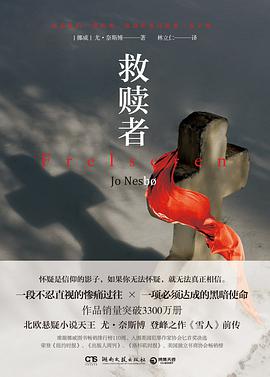 ［挪威］尤·奈斯博——著　林立仁——译
救赎者
Frelseren
Jo Nesbø
怀疑是信仰的影子，如果你无法怀疑，就无法真正相信。
一段不忍直视的惨痛过往 × 一项必须达成的黑暗使命
作品销量突破3300万册
北欧悬疑小说天王　尤·奈斯博　登峰之作《雪人》前传
CTS
湖南文艺出版社
博集天卷